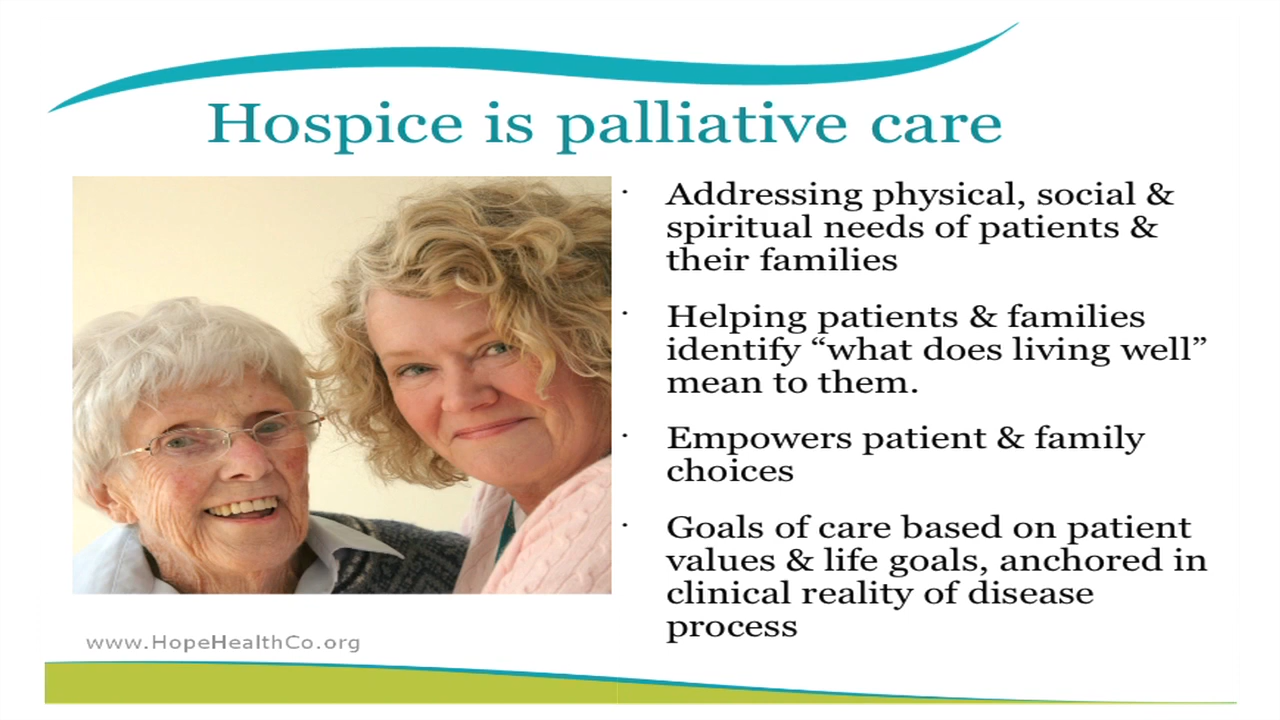 Hospice is palliative care
· Addressing physical, social &
spiritual needs of patients &
their families
· Helping patients & families
identify “what does living well”
mean to them.
· Empowers patient & family
choices
· Goals of care based on patient
values & life goals, anchored in
clinical reality of disease
process
www.HopeHealthCo.org